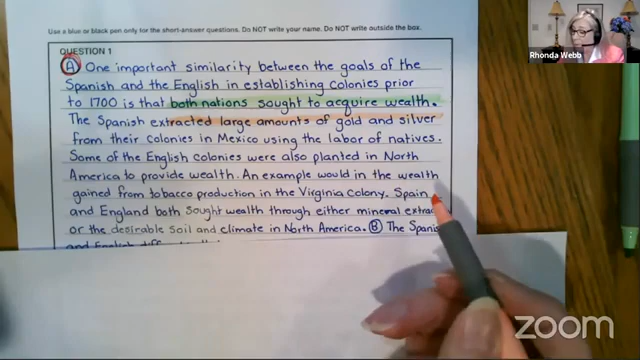 Use a blue or black pen only for the short-answer questions. Do NOT write your name. Do NOT write outside the box.
Rhonda Webb
QUESTION 1
Ⓐ One important similarity between the goals of the
Spanish and the English in establishing colonies prior
to 1700 is that both nations sought to acquire wealth.
The Spanish extracted large amounts of gold and silver
from their colonies in Mexico using the labor of natives.
Some of the English colonies were also planted in North
America to provide wealth. An example would in the wealth
gained from tobacco production in the Virginia Colony. Spain
and England both sought wealth through either mineral extrac
or the desirable soil and climate in North America. Ⓑ The Spanis
and English
zoom